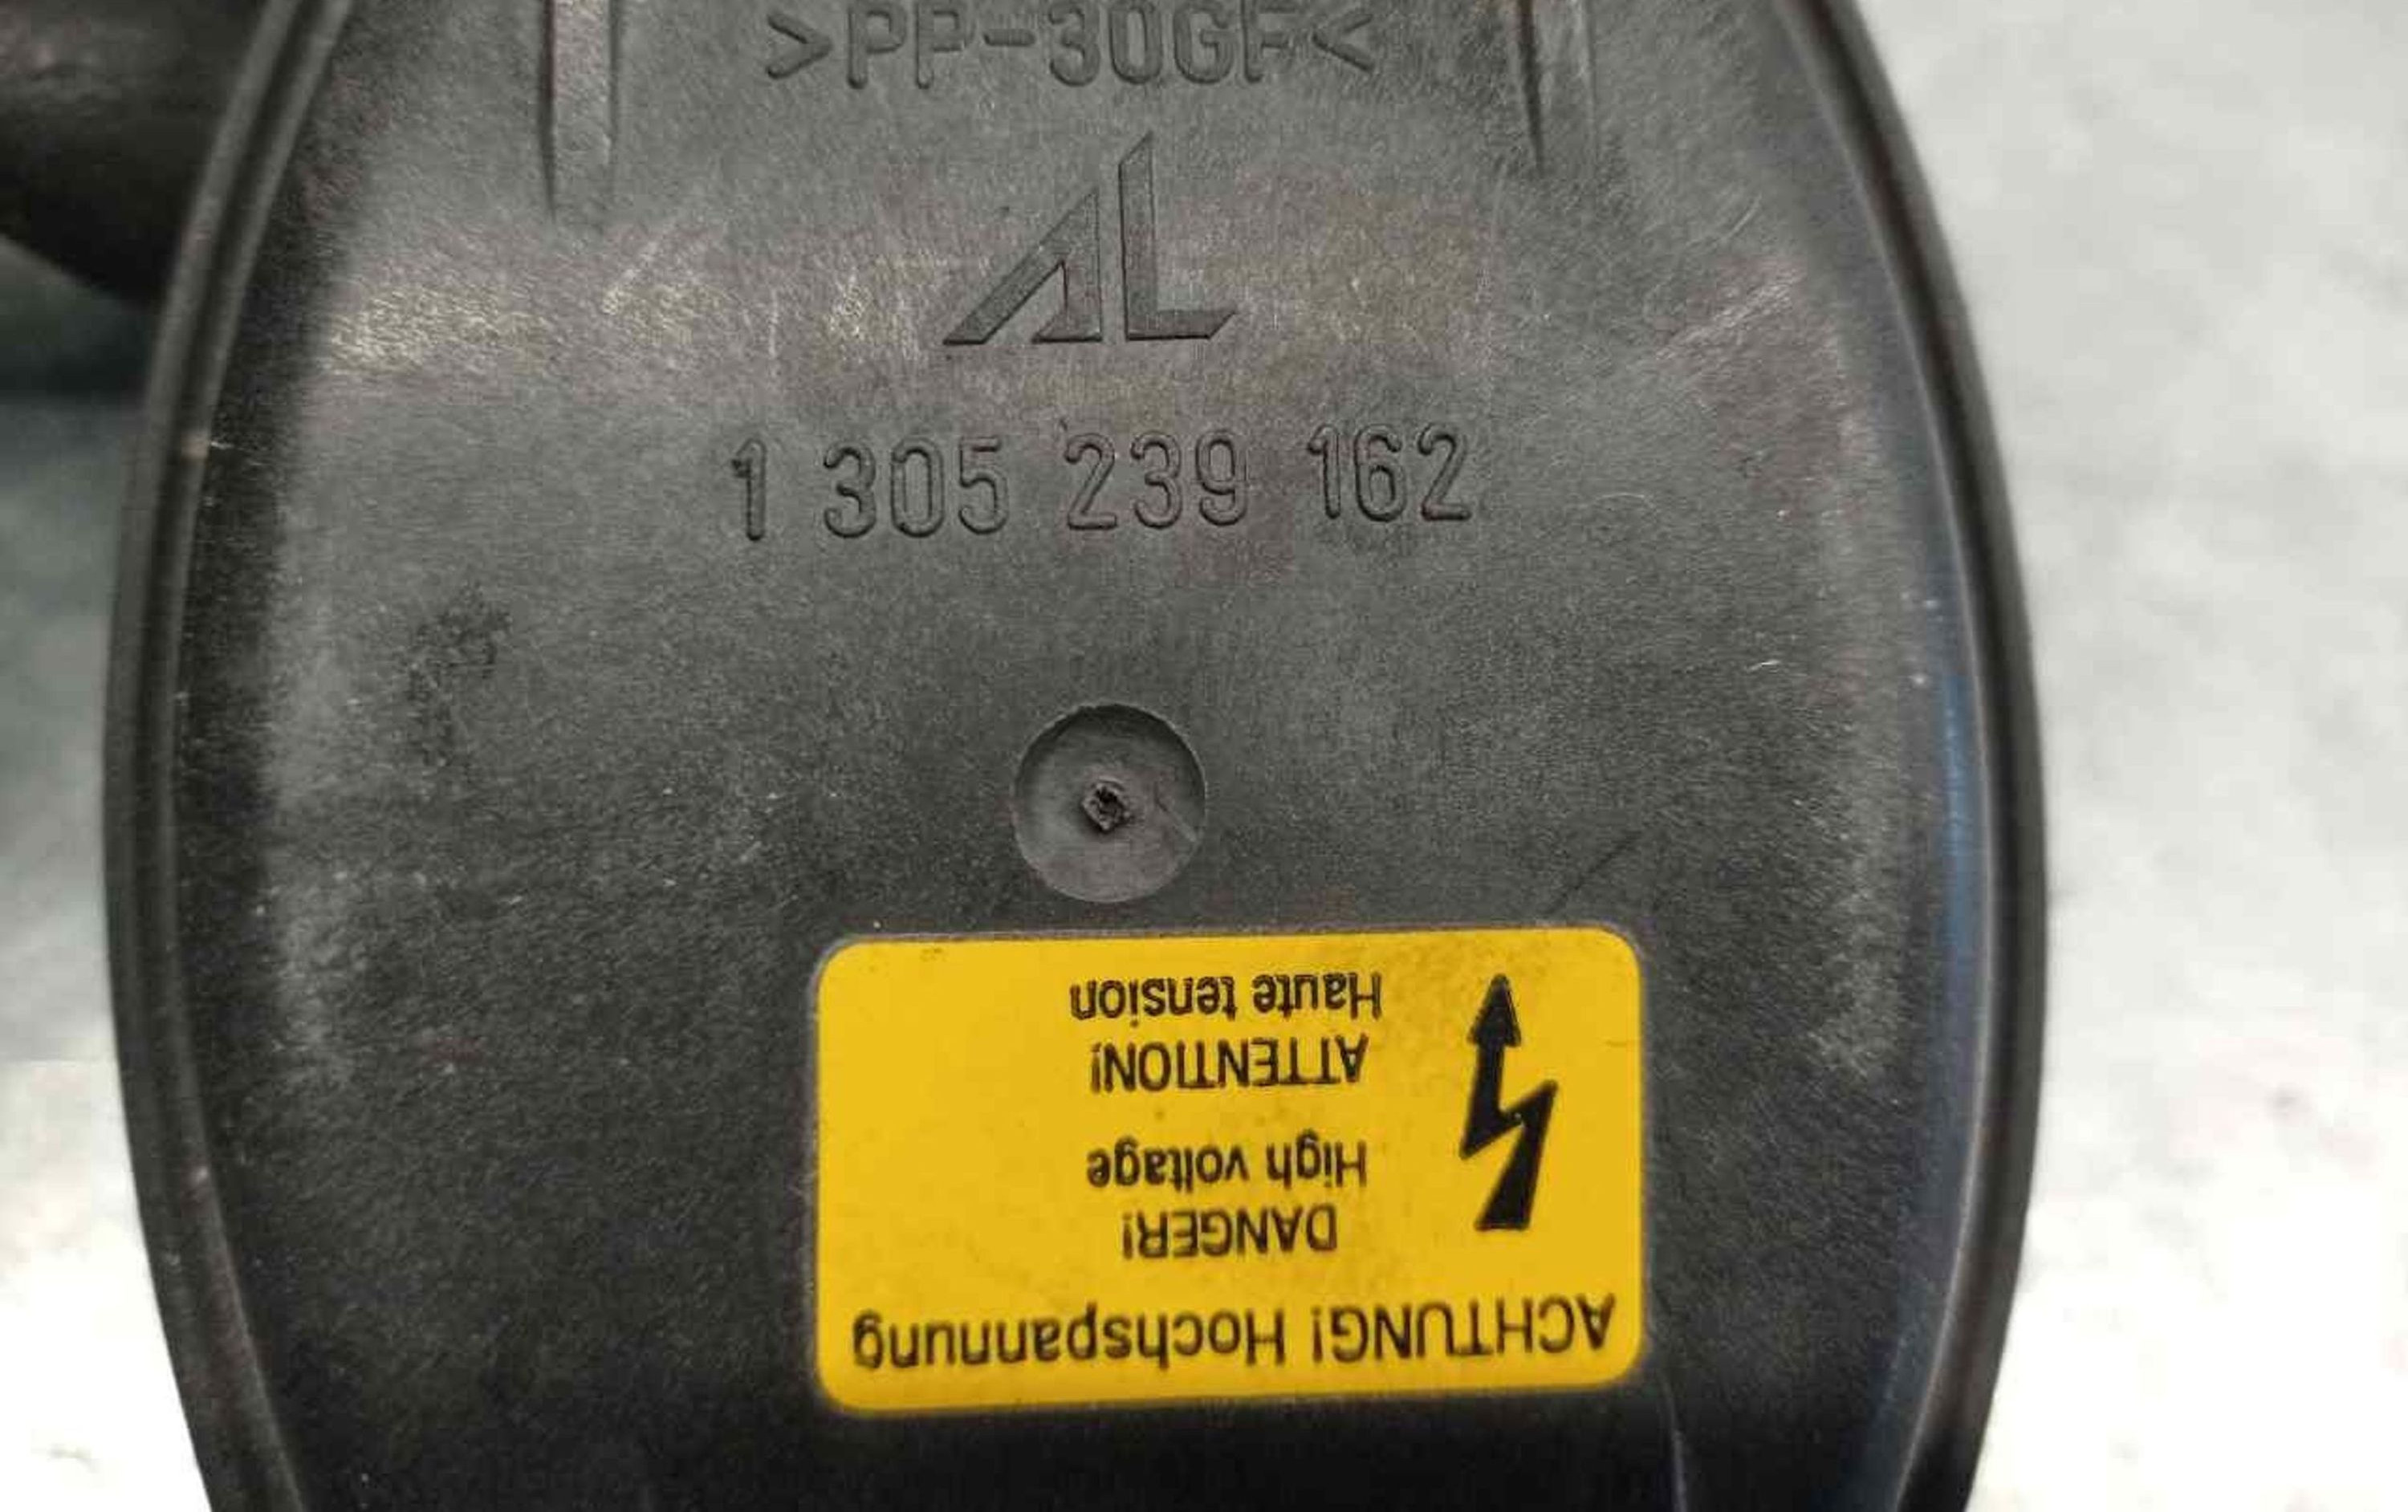 >PP-30GF<
AL
1 305 239 162
ACHTUNG! Hochspannung
DANGER!
High voltage
ATTENTION!
Haute tension